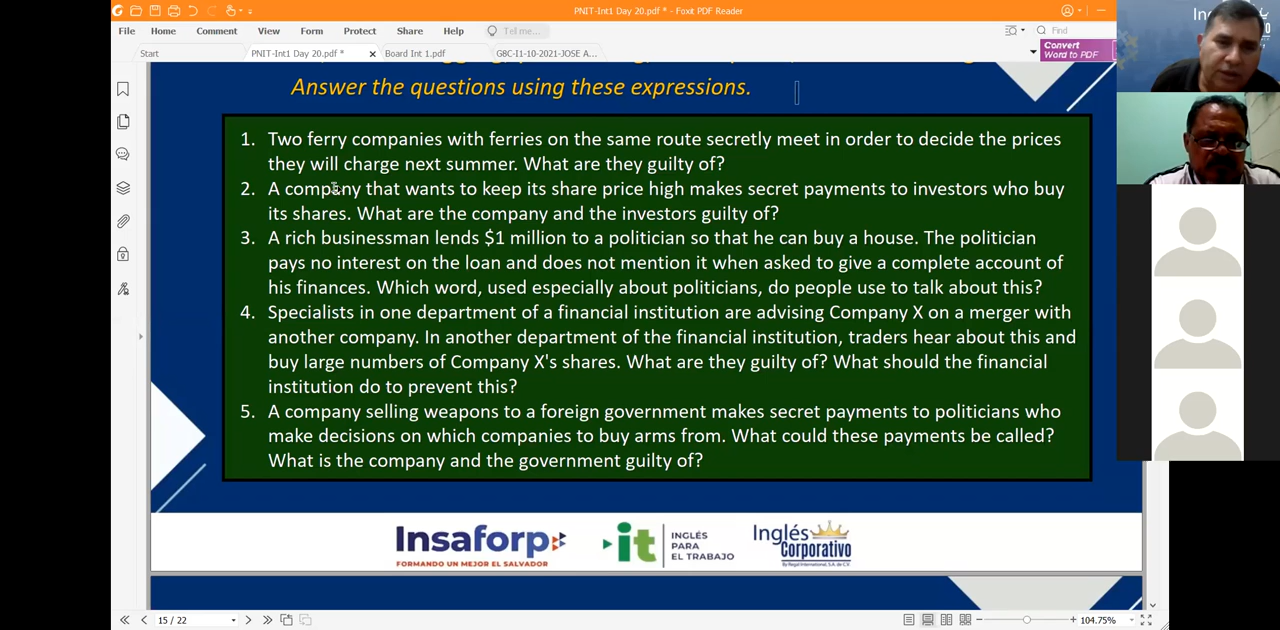 PNIT-Int1 Day 20.pdf * - Foxit PDF Reader
File Home Comment View Form Protect Share Help Tell me... Find
Start PNIT-Int1 Day 20.pdf * Board Int 1.pdf G8C-I1-10-2021-JOSE A...
Convert
Word to PDF
Answer the questions using these expressions.
1. Two ferry companies with ferries on the same route secretly meet in order to decide the prices
they will charge next summer. What are they guilty of?
2. A company that wants to keep its share price high makes secret payments to investors who buy
its shares. What are the company and the investors guilty of?
3. A rich businessman lends $1 million to a politician so that he can buy a house. The politician
pays no interest on the loan and does not mention it when asked to give a complete account of
his finances. Which word, used especially about politicians, do people use to talk about this?
4. Specialists in one department of a financial institution are advising Company X on a merger with
another company. In another department of the financial institution, traders hear about this and
buy large numbers of Company X's shares. What are they guilty of? What should the financial
institution do to prevent this?
5. A company selling weapons to a foreign government makes secret payments to politicians who
make decisions on which companies to buy arms from. What could these payments be called?
What is the company and the government guilty of?
Insaforp
FORMANDO UN MEJOR EL SALVADOR
it
INGLÉS
PARA
EL TRABAJO
Inglés
Corporativo
By Regal International, S.A. de C.V.
15 / 22
104.75%